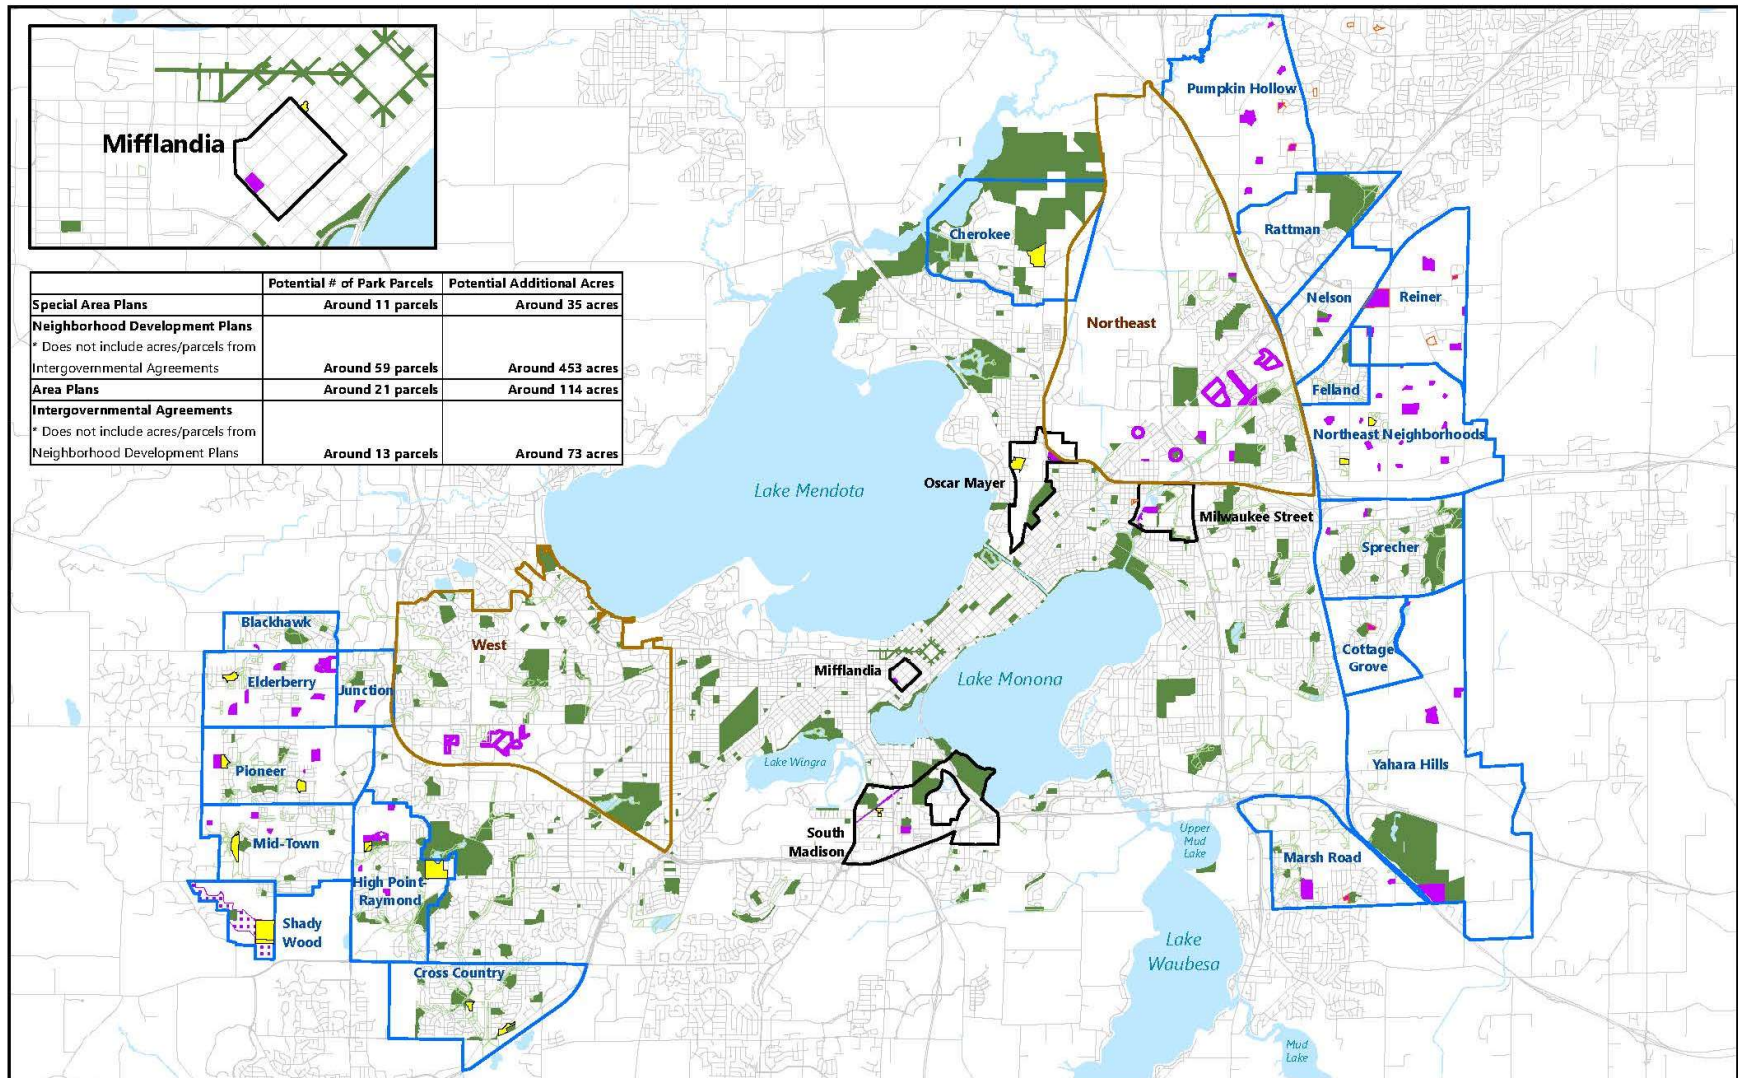 Mifflandia
Potential # of Park Parcels Potential Additional Acres
Special Area Plans Around 11 parcels Around 35 acres
Neighborhood Development Plans
* Does not include acres/parcels from
Intergovernmental Agreements Around 59 parcels Around 453 acres
Area Plans Around 21 parcels Around 114 acres
Intergovernmental Agreements
* Does not include acres/parcels from
Neighborhood Development Plans Around 13 parcels Around 73 acres
Pumpkin Hollow
Cherokee
Rattman
Nelson
Reiner
Northeast
Felland
Northeast Neighborhoods
Oscar Mayer
Lake Mendota
Milwaukee Street
Sprecher
Blackhawk
West
Cottage
Grove
Mifflandia
Lake Monona
Elderberry
Junction
Lake Wingra
Pioneer
Yahara Hills
South
Madison
Upper
Mud
Lake
Mid-Town
Marsh Road
High Point-
Raymond
Shady
Wood
Lake
Waubesa
Cross Country
Mud
Lake